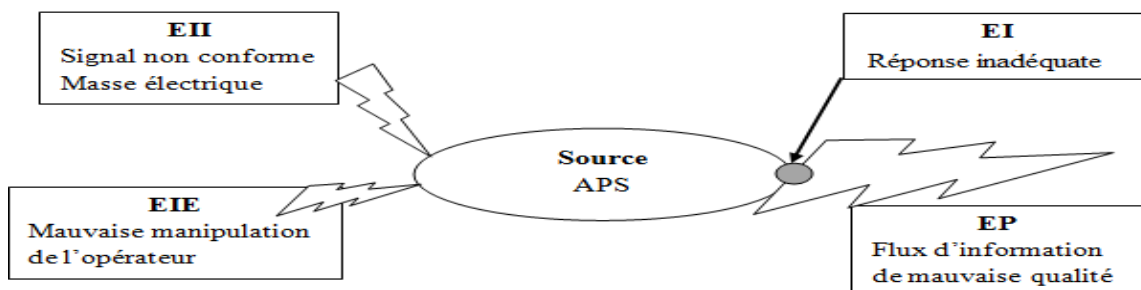 EII
Signal non conforme
Masse électrique
EI
Réponse inadéquate
Source
APS
EIE
Mauvaise manipulation
de l'opérateur
EP
Flux d'information
de mauvaise qualité